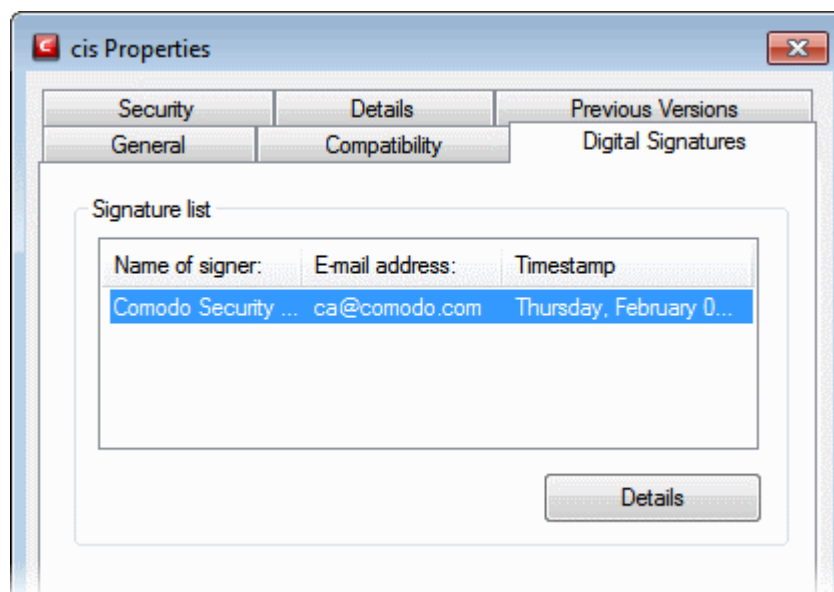 cis Properties
Security Details Previous Versions
General Compatibility Digital Signatures
Signature list
Name of signer: E-mail address: Timestamp
Comodo Security ... ca@comodo.com Thursday, February 0...
Details